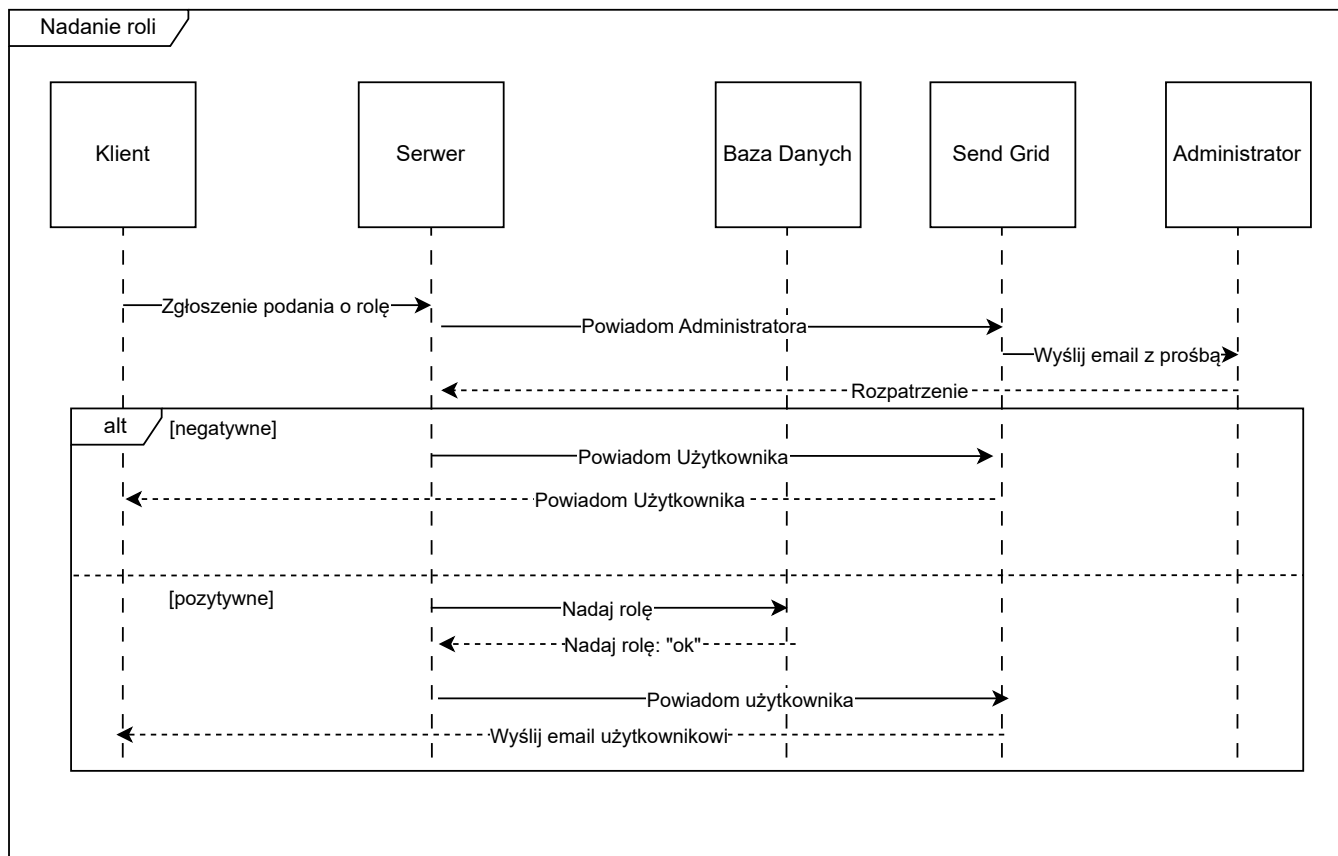 Nadanie roli
Klient
Serwer
Baza Danych
Send Grid
Administrator
Zgłoszenie podania o rolę
Powiadom Administratora
Wyślij email z prośbą
Rozpatrzenie
alt
[negatywne]
Powiadom Użytkownika
Powiadom Użytkownika
[pozytywne]
Nadaj rolę
Nadaj rolę: "ok"
Powiadom użytkownika
Wyślij email użytkownikowi